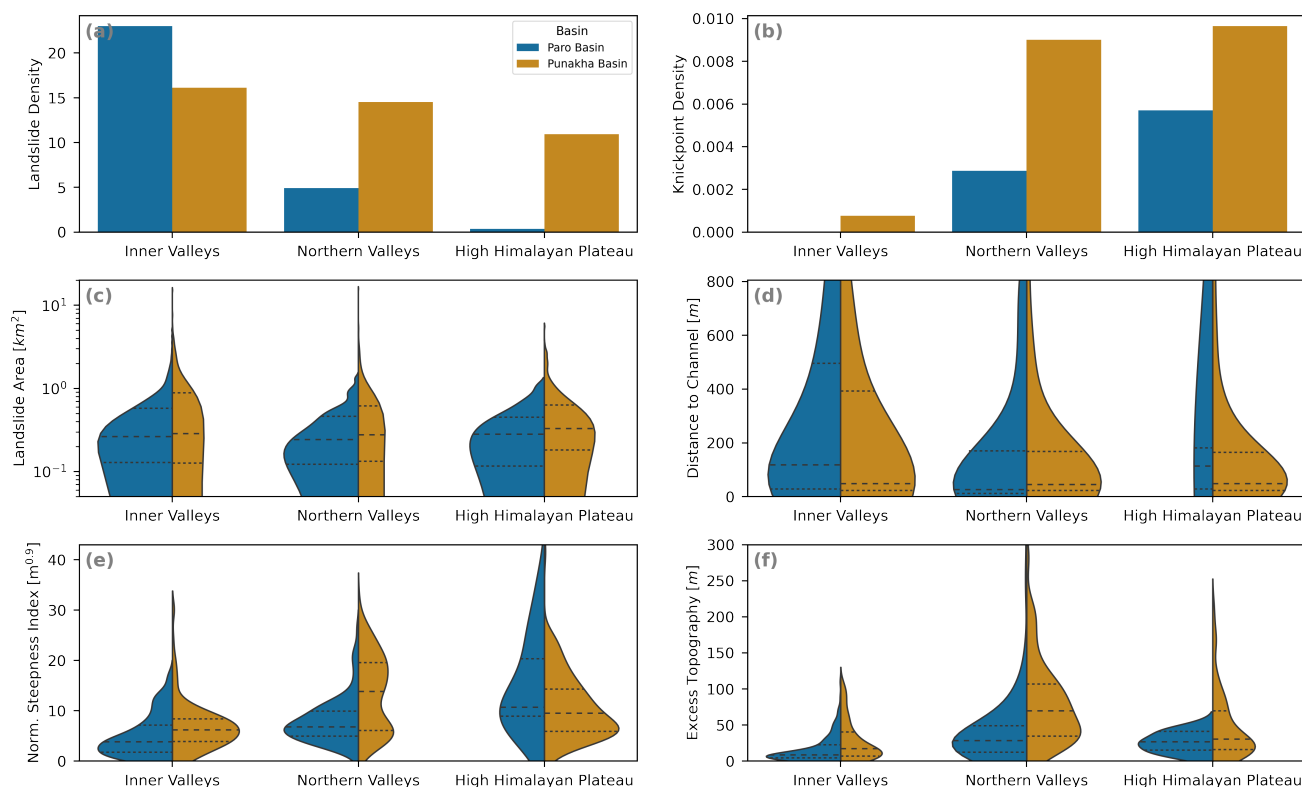 (a)
Landslide Density
20
15
10
5
0
Basin
Paro Basin
Punakha Basin
Inner Valleys
Northern Valleys
High Himalayan Plateau
(b)
Knickpoint Density
0.010
0.008
0.006
0.004
0.002
0.000
Inner Valleys
Northern Valleys
High Himalayan Plateau
(c)
Landslide Area [km²]
10¹
10⁰
10⁻¹
Inner Valleys
Northern Valleys
High Himalayan Plateau
(d)
Distance to Channel [m]
800
600
400
200
0
Inner Valleys
Northern Valleys
High Himalayan Plateau
(e)
Norm. Steepness Index [m⁰·⁹]
40
30
20
10
0
Inner Valleys
Northern Valleys
High Himalayan Plateau
(f)
Excess Topography [m]
300
250
200
150
100
50
0
Inner Valleys
Northern Valleys
High Himalayan Plateau